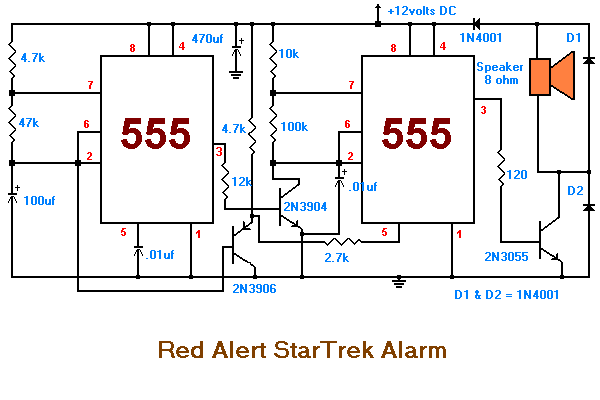 +12volts DC
470uf
+
1N4001
D1
8
4
8
4
4.7k
10k
Speaker
8 ohm
7
7
3
47k
6
555
4.7k
100k
6
555
2
3
2
120
12k
+
.01uf
+
100uf
2N3904
D2
5
1
5
1
.01uf
2.7k
2N3055
2N3906
D1 & D2 = 1N4001
Red Alert StarTrek Alarm